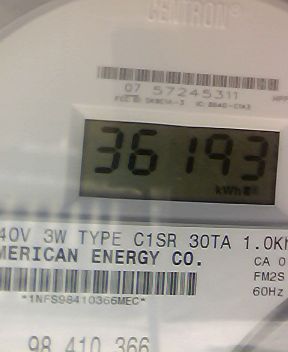 CENTRON®
07 57245311
36193
kWh
40V 3W TYPE C1SR 30TA 1.0Kh
MERICAN ENERGY CO.
CA 0
FM2S
60Hz
*1NFS98410366MEC*
98 410 366